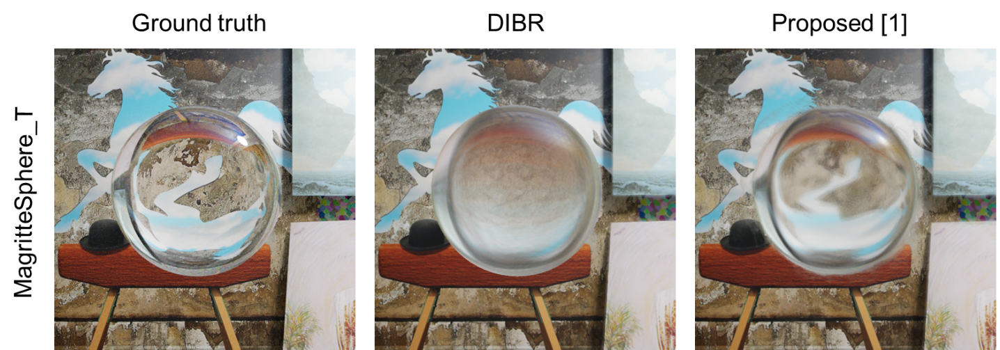 Ground truth
DIBR
Proposed [1]
MagritteSphere_T